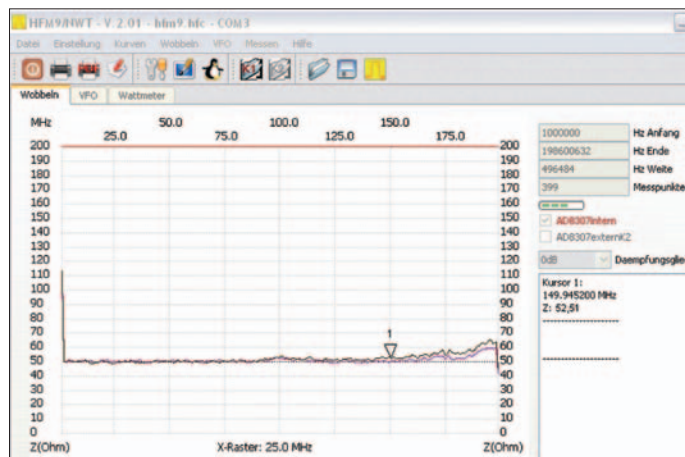 HFM9/NWT - V.2.01 - hfm9.hfc - COM3
Datei Einstellung Kurven Wobbeln VFO Messen Hilfe
Wobbeln VFO Wattmeter
MHz 50.0 100.0 150.0
25.0 75.0 125.0 175.0
200 200
190 190
180 180
170 170
160 160
150 150
140 140
130 130
120 120
110 110
100 100
90 90
80 80
70 70
60 60
50 50
40 40
30 30
20 20
10 10
0 0
Z(Ohm) X-Raster: 25.0 MHz Z(Ohm)
1
1000000 Hz Anfang
198600632 Hz Ende
496484 Hz Weite
399 Messpunkte
AD8307intern
AD8307externK2
0dB Daempfungsglie
Kursor 1:
149.945200 MHz
Z: 52,51
--------------------
--------------------